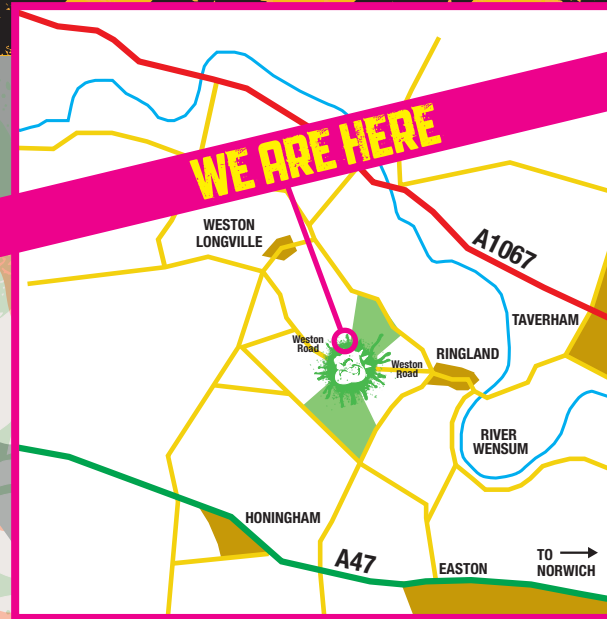 WE ARE HERE
WESTON
LONGVILLE
A1067
TAVERHAM
Weston
Road
RINGLAND
Weston
Road
RIVER
WENSUM
HONINGHAM
A47
EASTON
TO
NORWICH